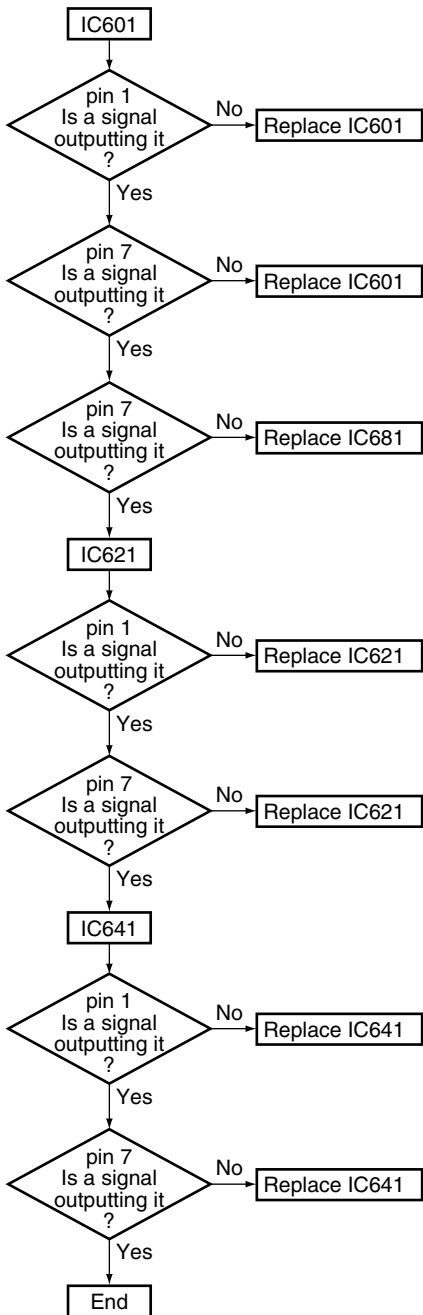 IC601
pin 1
Is a signal
outputting it
?
No
Replace IC601
Yes
pin 7
Is a signal
outputting it
?
No
Replace IC601
Yes
pin 7
Is a signal
outputting it
?
No
Replace IC681
Yes
IC621
pin 1
Is a signal
outputting it
?
No
Replace IC621
Yes
pin 7
Is a signal
outputting it
?
No
Replace IC621
Yes
IC641
pin 1
Is a signal
outputting it
?
No
Replace IC641
Yes
pin 7
Is a signal
outputting it
?
No
Replace IC641
Yes
End